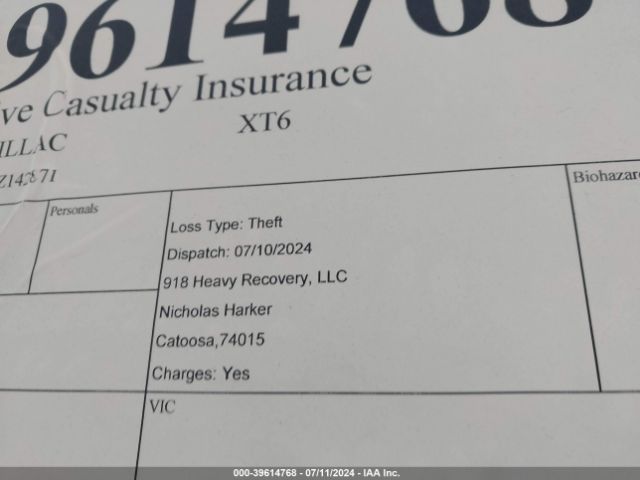 9614768
ve Casualty Insurance
ILLAC XT6
Personals
Biohazar
Loss Type: Theft
Dispatch: 07/10/2024
918 Heavy Recovery, LLC
Nicholas Harker
Catoosa,74015
Charges: Yes
VIC
000-39614768 - 07/11/2024 - IAA Inc.